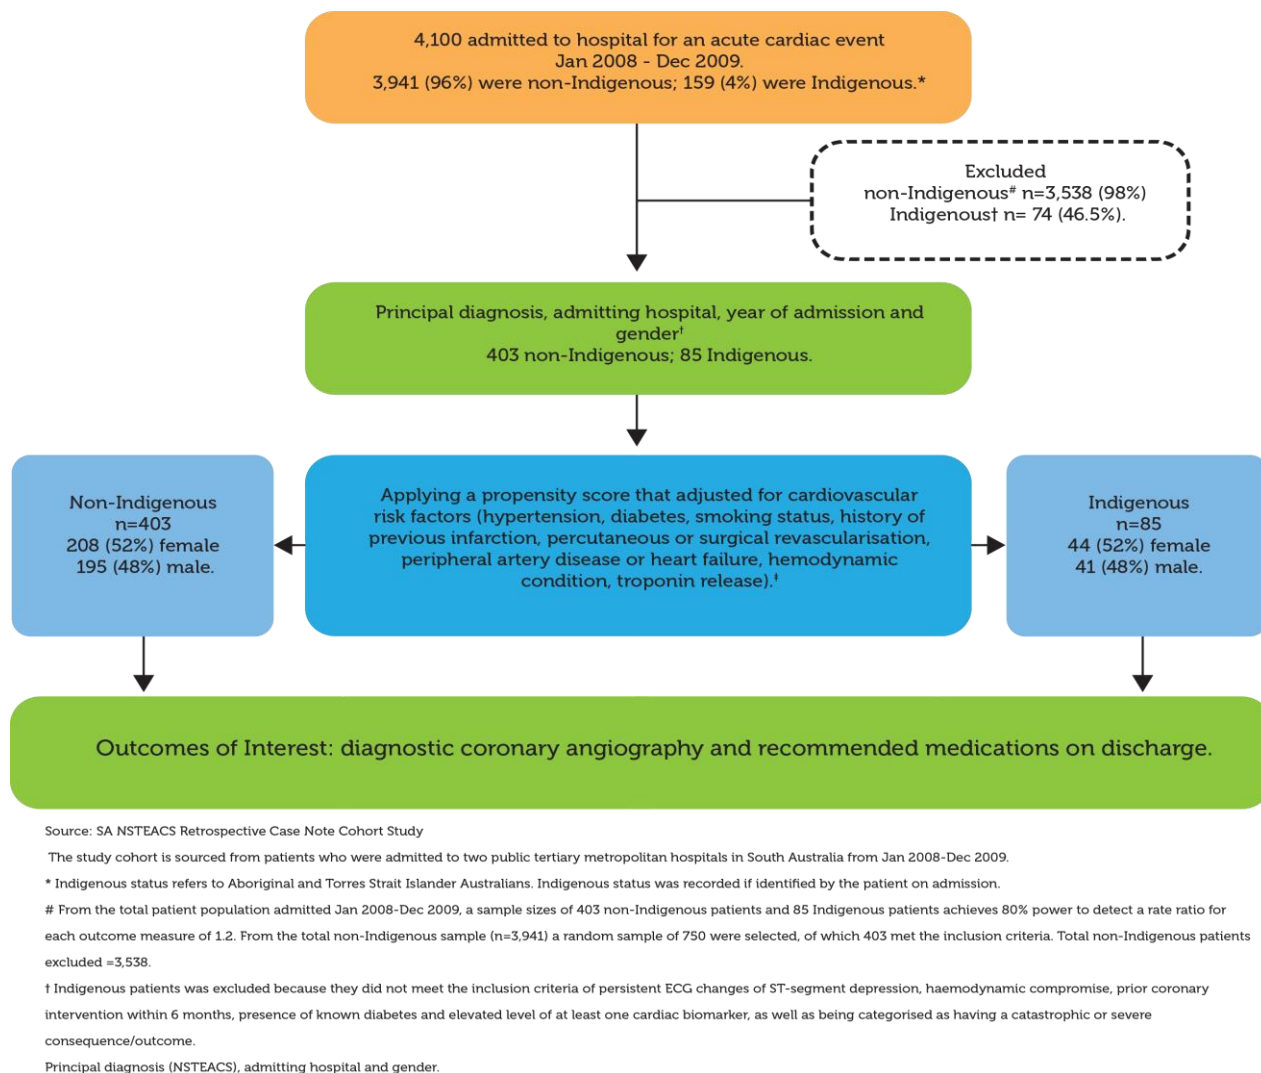 4,100 admitted to hospital for an acute cardiac event
Jan 2008 - Dec 2009.
3,941 (96%) were non-Indigenous; 159 (4%) were Indigenous.*
Excluded
non-Indigenous# n=3,538 (98%)
Indigenous† n= 74 (46.5%).
Principal diagnosis, admitting hospital, year of admission and
gender†
403 non-Indigenous; 85 Indigenous.
Non-Indigenous
n=403
208 (52%) female
195 (48%) male.
Applying a propensity score that adjusted for cardiovascular
risk factors (hypertension, diabetes, smoking status, history of
previous infarction, percutaneous or surgical revascularisation,
peripheral artery disease or heart failure, hemodynamic
condition, troponin release).‡
Indigenous
n=85
44 (52%) female
41 (48%) male.
Outcomes of Interest: diagnostic coronary angiography and recommended medications on discharge.
Source: SA NSTEACS Retrospective Case Note Cohort Study
The study cohort is sourced from patients who were admitted to two public tertiary metropolitan hospitals in South Australia from Jan 2008-Dec 2009.
* Indigenous status refers to Aboriginal and Torres Strait Islander Australians. Indigenous status was recorded if identified by the patient on admission.
# From the total patient population admitted Jan 2008-Dec 2009, a sample sizes of 403 non-Indigenous patients and 85 Indigenous patients achieves 80% power to detect a rate ratio for
each outcome measure of 1.2. From the total non-Indigenous sample (n=3,941) a random sample of 750 were selected, of which 403 met the inclusion criteria. Total non-Indigenous patients
excluded =3,538.
† Indigenous patients was excluded because they did not meet the inclusion criteria of persistent ECG changes of ST-segment depression, haemodynamic compromise, prior coronary
intervention within 6 months, presence of known diabetes and elevated level of at least one cardiac biomarker, as well as being categorised as having a catastrophic or severe
consequence/outcome.
Principal diagnosis (NSTEACS), admitting hospital and gender.